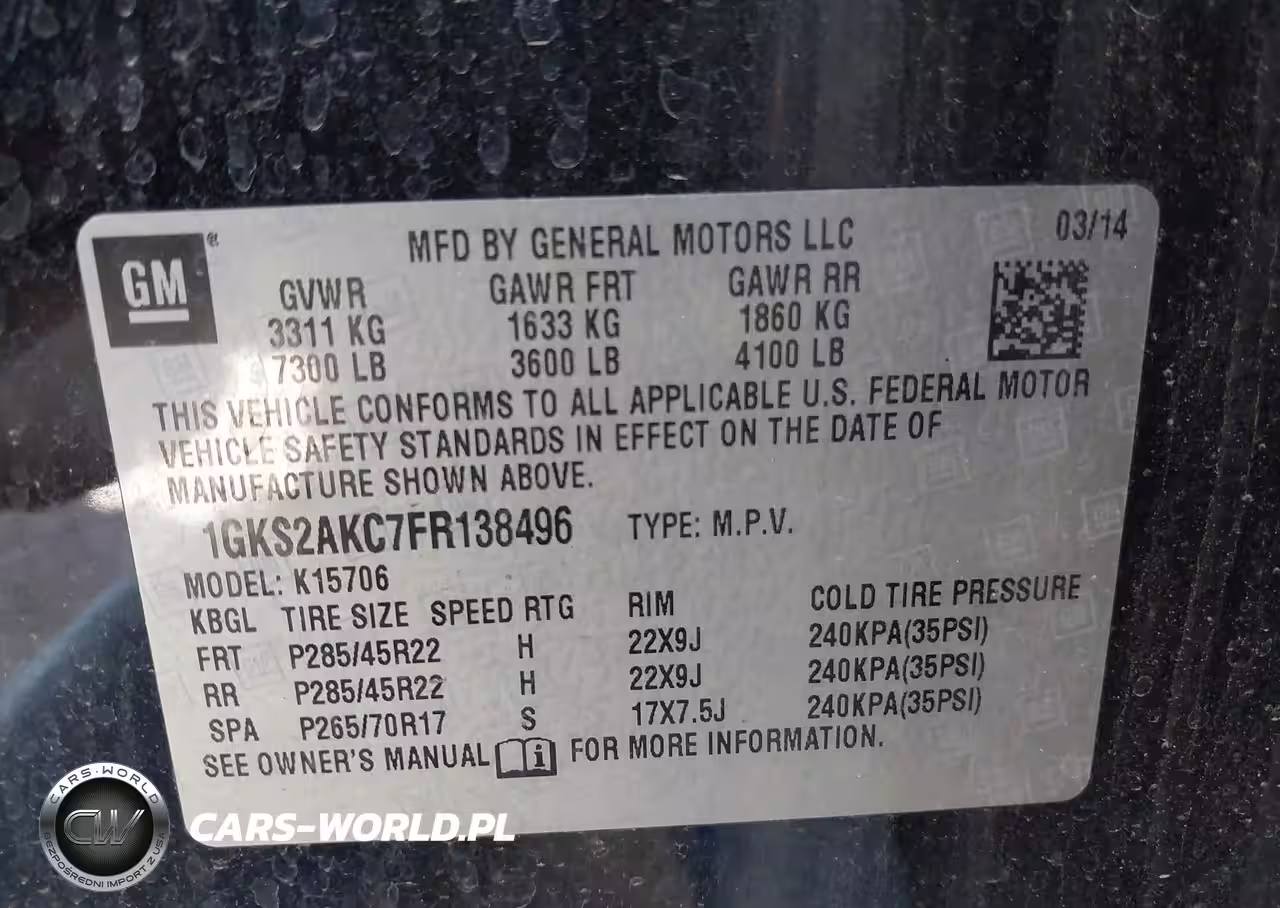 GM®
MFD BY GENERAL MOTORS LLC 03/14
GVWR GAWR FRT GAWR RR
3311 KG 1633 KG 1860 KG
7300 LB 3600 LB 4100 LB
THIS VEHICLE CONFORMS TO ALL APPLICABLE U.S. FEDERAL MOTOR
VEHICLE SAFETY STANDARDS IN EFFECT ON THE DATE OF
MANUFACTURE SHOWN ABOVE.
1GKS2AKC7FR138496 TYPE: M.P.V.
MODEL: K15706
KBGL TIRE SIZE SPEED RTG RIM COLD TIRE PRESSURE
FRT P285/45R22 H 22X9J 240KPA(35PSI)
RR P285/45R22 H 22X9J 240KPA(35PSI)
SPA P265/70R17 S 17X7.5J 240KPA(35PSI)
SEE OWNER'S MANUAL i FOR MORE INFORMATION.
CARS-WORLD
CW
BEZPOŚREDNI IMPORT Z USA
CARS-WORLD.PL